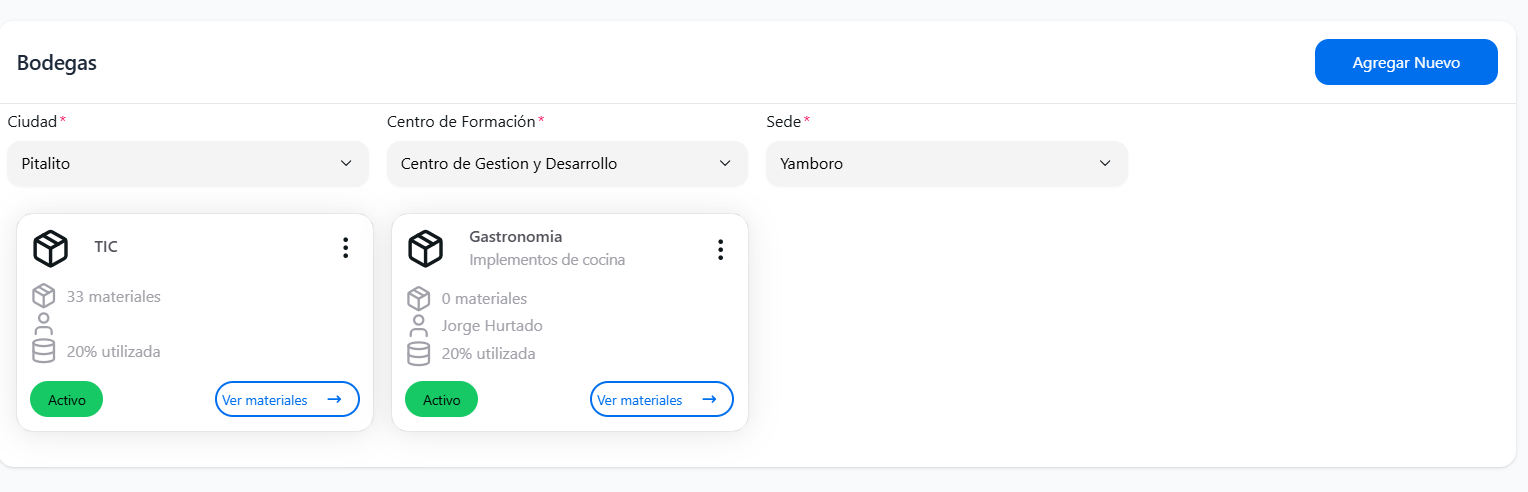 Bodegas
Agregar Nuevo
Ciudad*
Centro de Formación*
Sede*
Pitalito
Centro de Gestion y Desarrollo
Yamboro
TIC
33 materiales
20% utilizada
Activo
Ver materiales
Gastronomia
Implementos de cocina
0 materiales
Jorge Hurtado
20% utilizada
Activo
Ver materiales